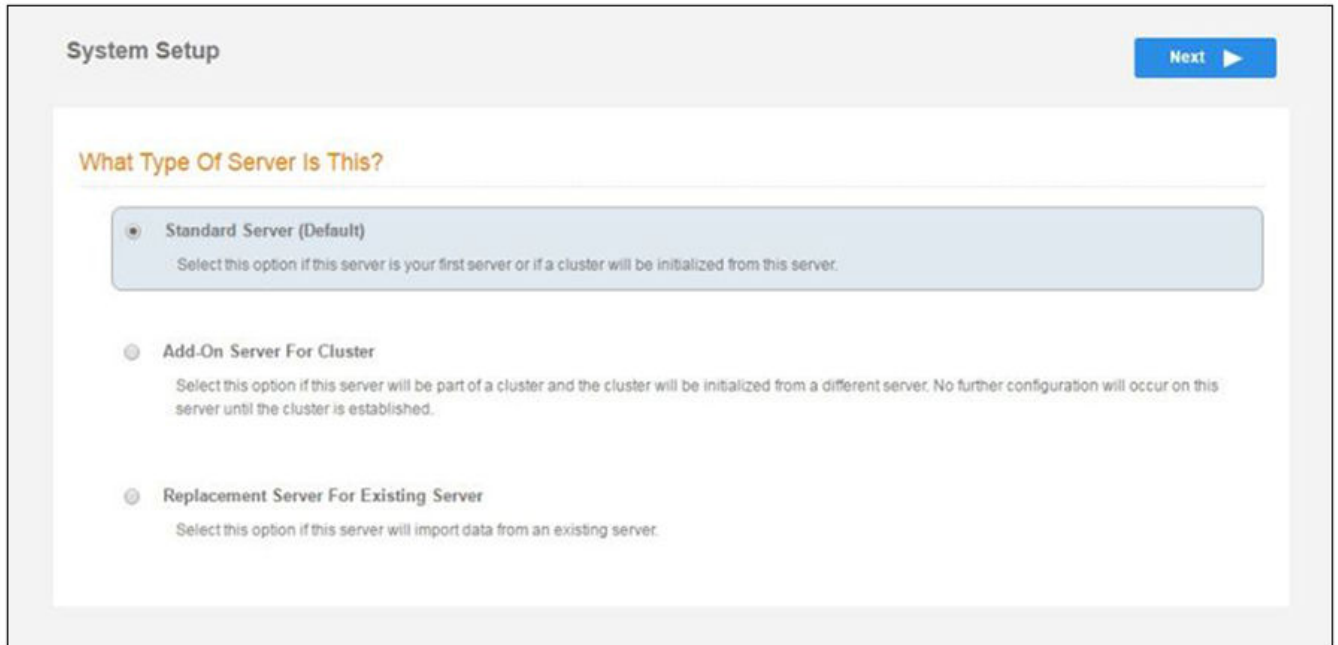 System Setup
Next
What Type Of Server Is This?
Standard Server (Default)
Select this option if this server is your first server or if a cluster will be initialized from this server.
Add-On Server For Cluster
Select this option if this server will be part of a cluster and the cluster will be initialized from a different server. No further configuration will occur on this
server until the cluster is established.
Replacement Server For Existing Server
Select this option if this server will import data from an existing server.